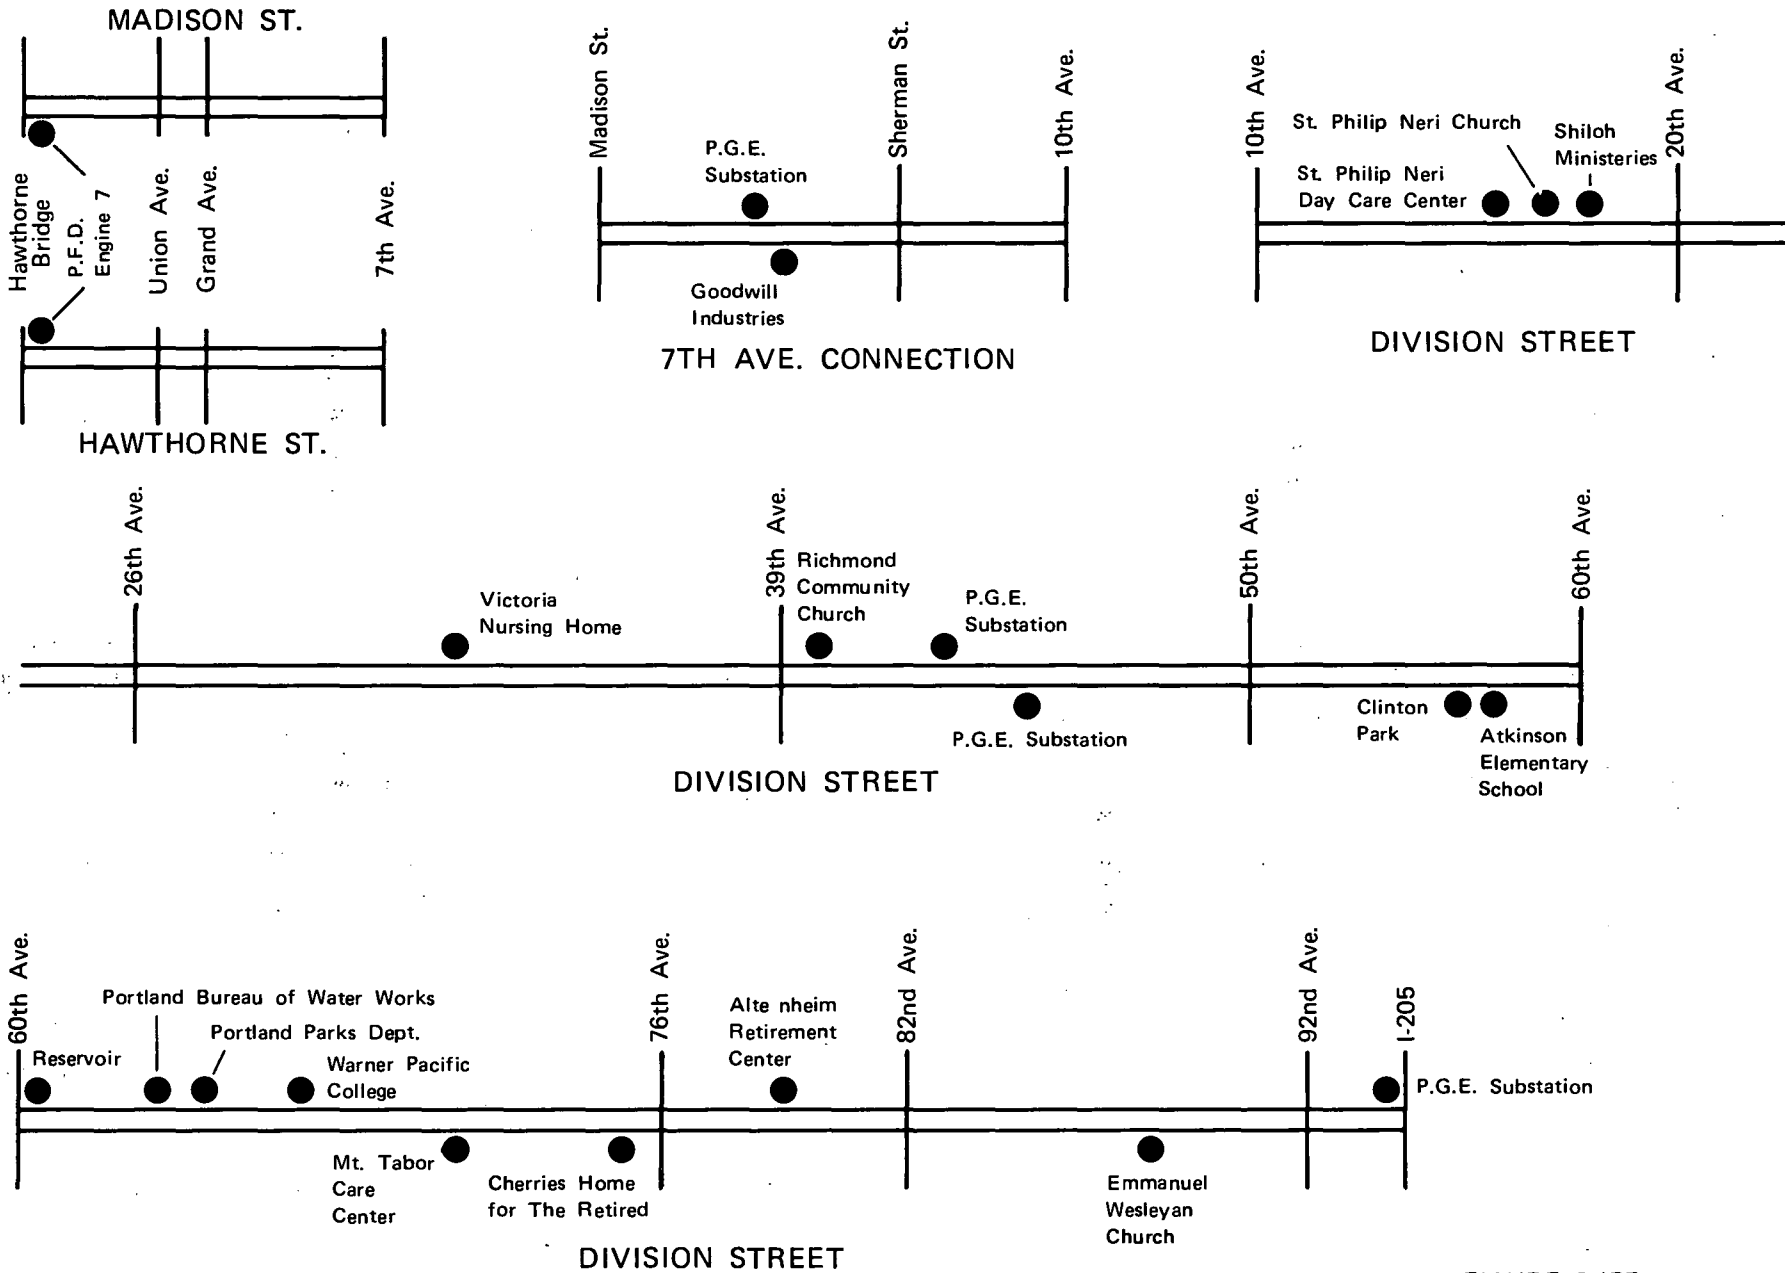 MADISON ST.
Hawthorne
Bridge
P.F.D.
Engine 7
Union Ave.
Grand Ave.
7th Ave.
HAWTHORNE ST.
Madison St.
Sherman St.
10th Ave.
P.G.E.
Substation
Goodwill
Industries
7TH AVE. CONNECTION
10th Ave.
20th Ave.
St. Philip Neri Church
Shiloh
Ministeries
St. Philip Neri
Day Care Center
DIVISION STREET
26th Ave.
39th Ave.
50th Ave.
60th Ave.
Victoria
Nursing Home
Richmond
Community
Church
P.G.E.
Substation
P.G.E. Substation
Clinton
Park
Atkinson
Elementary
School
DIVISION STREET
60th Ave.
76th Ave.
82nd Ave.
92nd Ave.
I-205
Portland Bureau of Water Works
Portland Parks Dept.
Reservoir
Warner Pacific
College
Alte nheim
Retirement
Center
P.G.E. Substation
Mt. Tabor
Care
Center
Cherries Home
for The Retired
Emmanuel
Wesleyan
Church
DIVISION STREET